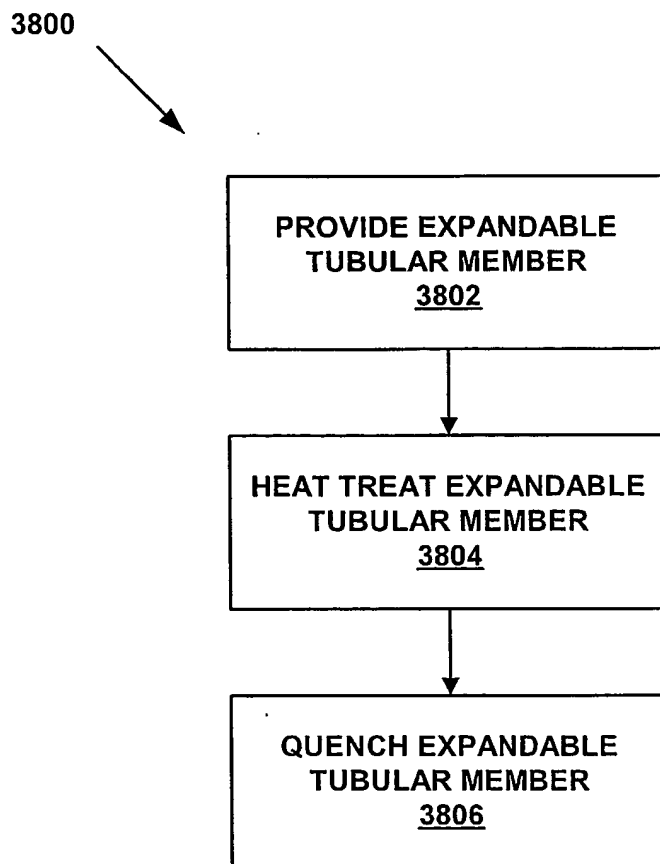 3800
PROVIDE EXPANDABLE
TUBULAR MEMBER
3802
HEAT TREAT EXPANDABLE
TUBULAR MEMBER
3804
QUENCH EXPANDABLE
TUBULAR MEMBER
3806